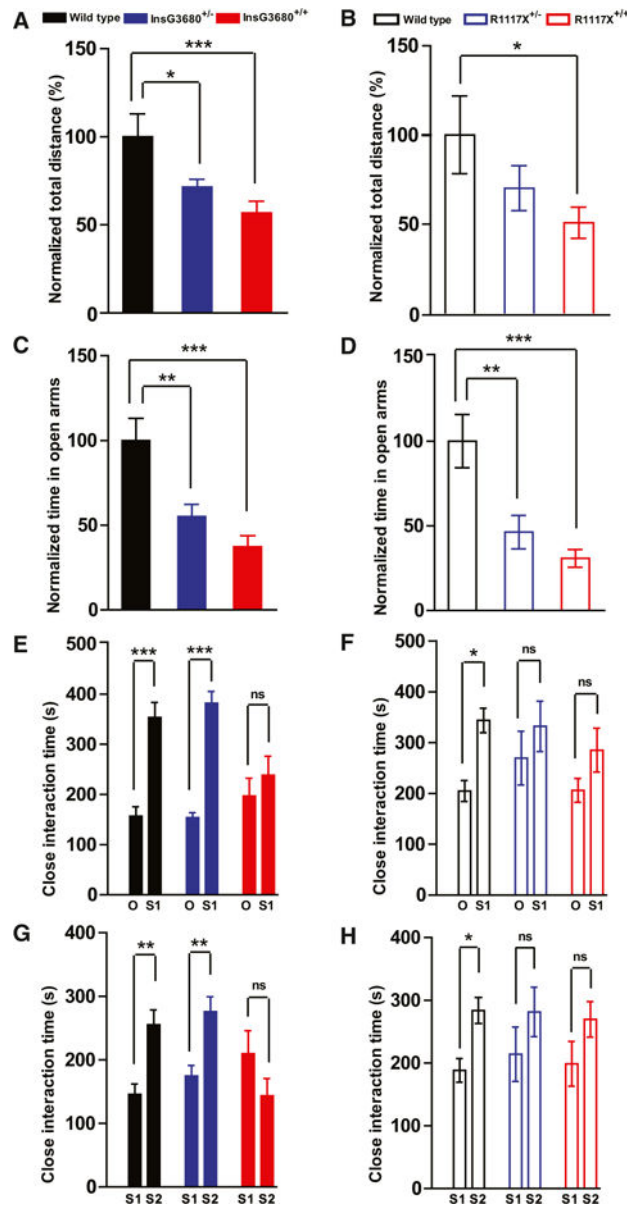 A Wild type InsG3680+/- InsG3680+/+
Normalized total distance (%)
150
100
50
0
***
*
B Wild type R1117X+/- R1117X+/+
Normalized total distance (%)
150
100
50
0
*
C
Normalized time in open arms
150
100
50
0
***
**
D
Normalized time in open arms
150
100
50
0
***
**
E
Close interaction time (s)
500
400
300
200
100
0
*** *** ns
O S1 O S1 O S1
F
Close interaction time (s)
500
400
300
200
100
0
* ns ns
O S1 O S1 O S1
G
Close interaction time (s)
400
300
200
100
0
** ** ns
S1 S2 S1 S2 S1 S2
H
Close interaction time (s)
400
300
200
100
0
* ns ns
S1 S2 S1 S2 S1 S2